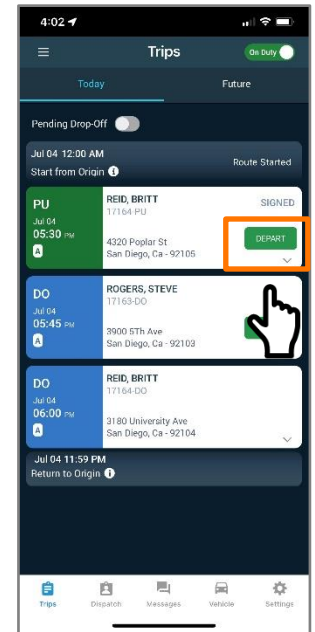 4:02
Trips
On Duty
Today
Future
Pending Drop-Off
Jul 04 12:00 AM
Start from Origin
Route Started
PU
Jul 04
05:30 PM
A
REID, BRITT
17164-PU
SIGNED
4320 Poplar St
San Diego, Ca - 92105
DEPART
DO
Jul 04
05:45 PM
A
ROGERS, STEVE
17163-DO
3900 5Th Ave
San Diego, Ca - 92103
DO
Jul 04
06:00 PM
A
REID, BRITT
17164-DO
3180 University Ave
San Diego, Ca - 92104
Jul 04 11:59 PM
Return to Origin
Trips
Dispatch
Messages
Vehicle
Settings